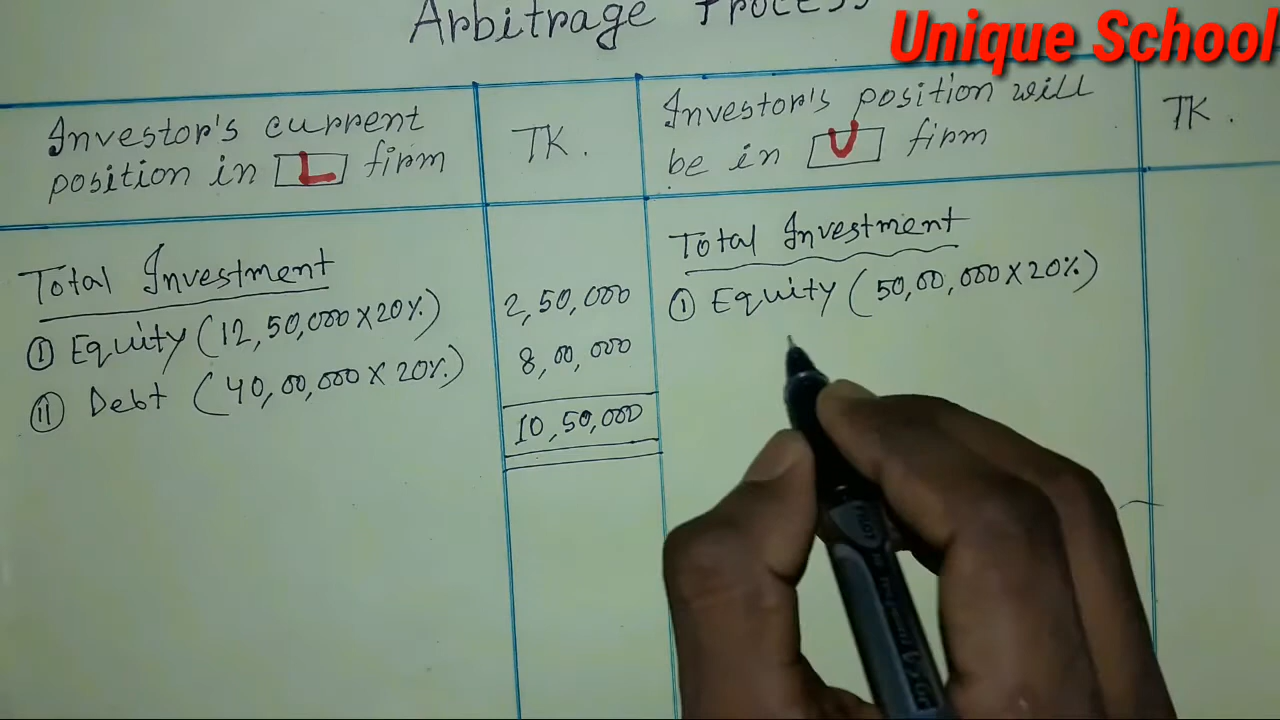 Arbitrage Process
Unique School
Investor's current
position in L firm
TK.
Investor's position will
be in U firm
TK.
Total Investment
① Equity (12,50,000 X 20%)
2,50,000
⑪ Debt (40,00,000 X 20%)
8,00,000
10,50,000
Total Investment
① Equity (50,00,000 X 20%)